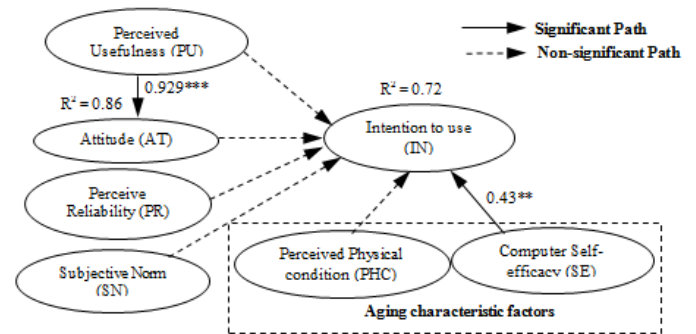 Perceived
Usefulness (PU)
Significant Path
Non-significant Path
0.929***
R² = 0.86
R² = 0.72
Attitude (AT)
Intention to use
(IN)
Perceive
Reliability (PR)
0.43**
Subjective Norm
(SN)
Perceived Physical
condition (PHC)
Computer Self-
efficacy (SE)
Aging characteristic factors